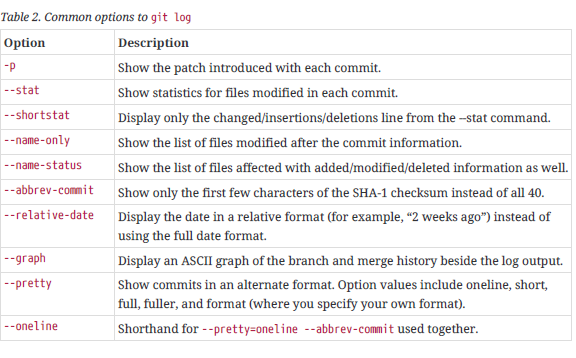 Table 2. Common options to git log
Option Description
-p Show the patch introduced with each commit.
--stat Show statistics for files modified in each commit.
--shortstat Display only the changed/insertions/deletions line from the –stat command.
--name-only Show the list of files modified after the commit information.
--name-status Show the list of files affected with added/modified/deleted information as well.
--abbrev-commit Show only the first few characters of the SHA-1 checksum instead of all 40.
--relative-date Display the date in a relative format (for example, “2 weeks ago”) instead of
using the full date format.
--graph Display an ASCII graph of the branch and merge history beside the log output.
--pretty Show commits in an alternate format. Option values include oneline, short,
full, fuller, and format (where you specify your own format).
--oneline Shorthand for --pretty=oneline --abbrev-commit used together.